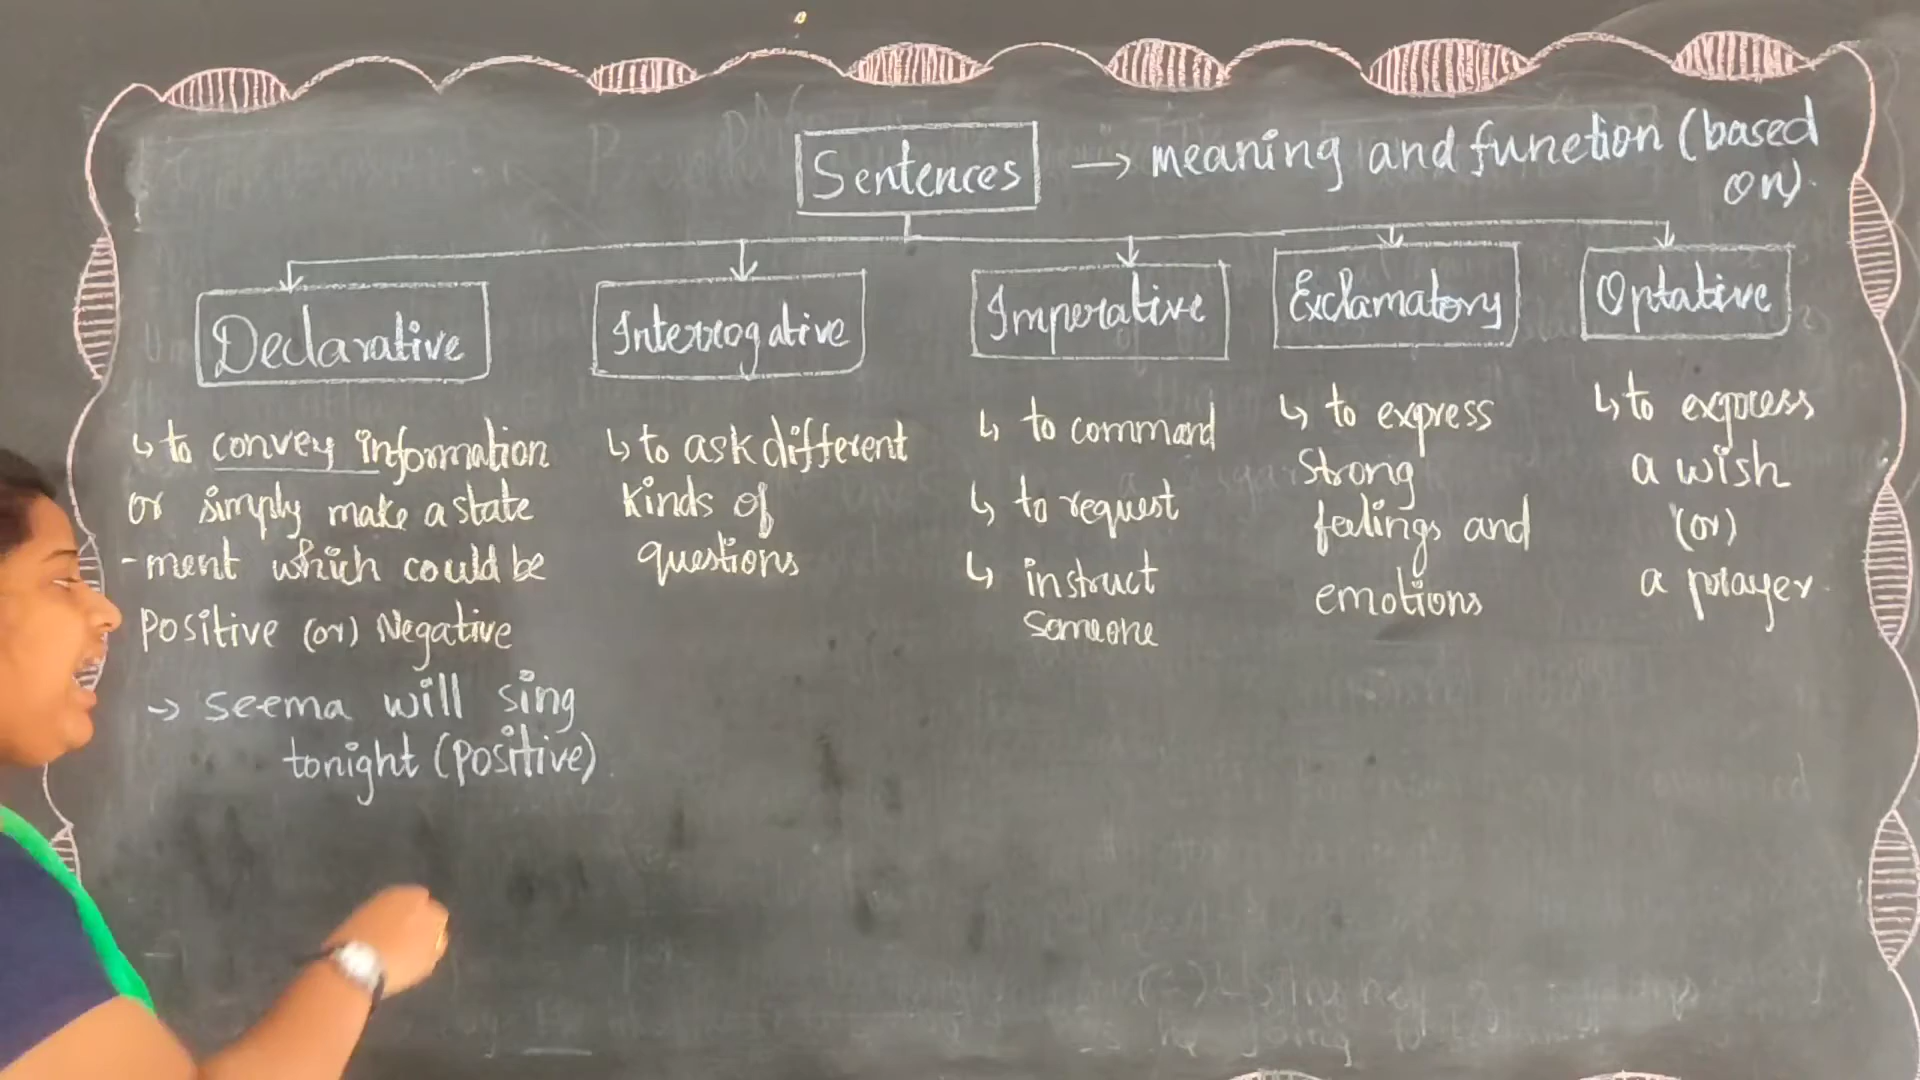 Sentences → meaning and function (based
on).
Declarative
↳ to convey information
or simply make a state
-ment which could be
Positive (or) Negative
→ Seema will sing
tonight (Positive).
Interrogative
↳ to ask different
kinds of
questions
Imperative
↳ to command
↳ to request
↳ instruct
someone
Exclamatory
↳ to express
strong
feelings and
emotions
Optative
↳ to express
a wish
(or)
a prayer.